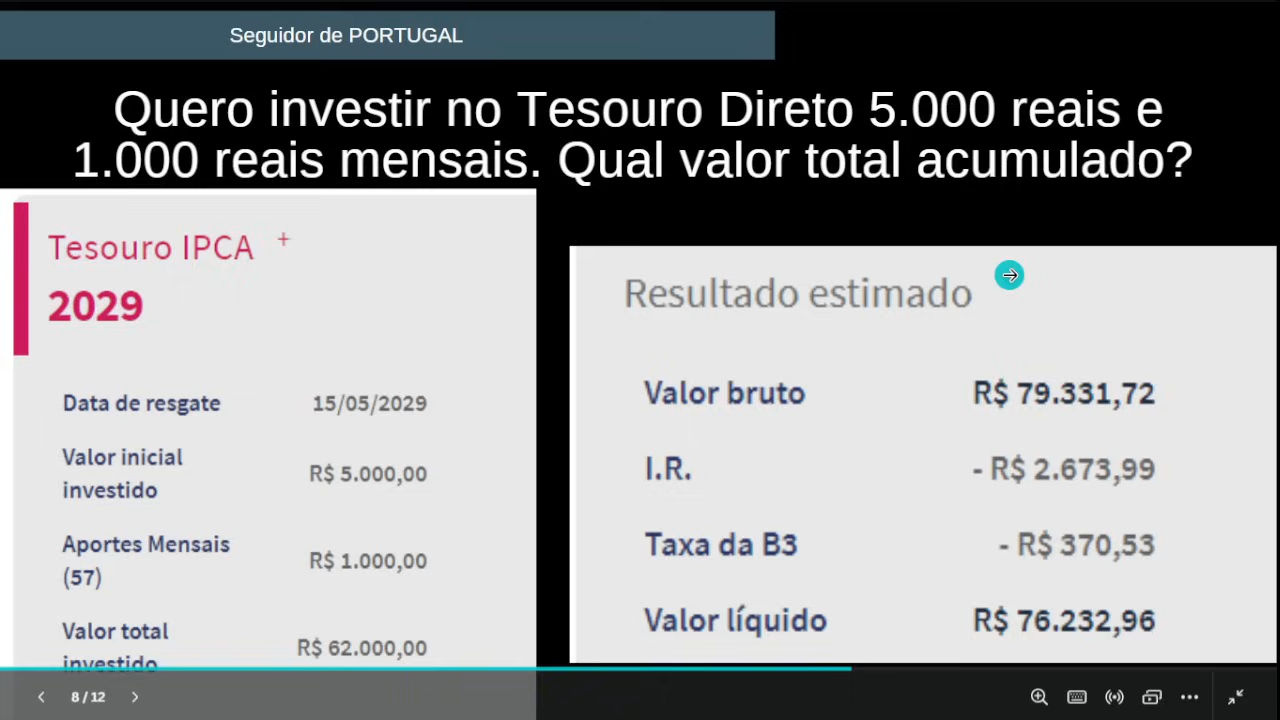 Seguidor de PORTUGAL
Quero investir no Tesouro Direto 5.000 reais e
1.000 reais mensais. Qual valor total acumulado?
Tesouro IPCA +
2029
Data de resgate 15/05/2029
Valor inicial
investido R$ 5.000,00
Aportes Mensais
(57) R$ 1.000,00
Valor total
investido R$ 62.000,00
Resultado estimado
Valor bruto R$ 79.331,72
I.R. - R$ 2.673,99
Taxa da B3 - R$ 370,53
Valor líquido R$ 76.232,96
8 / 12